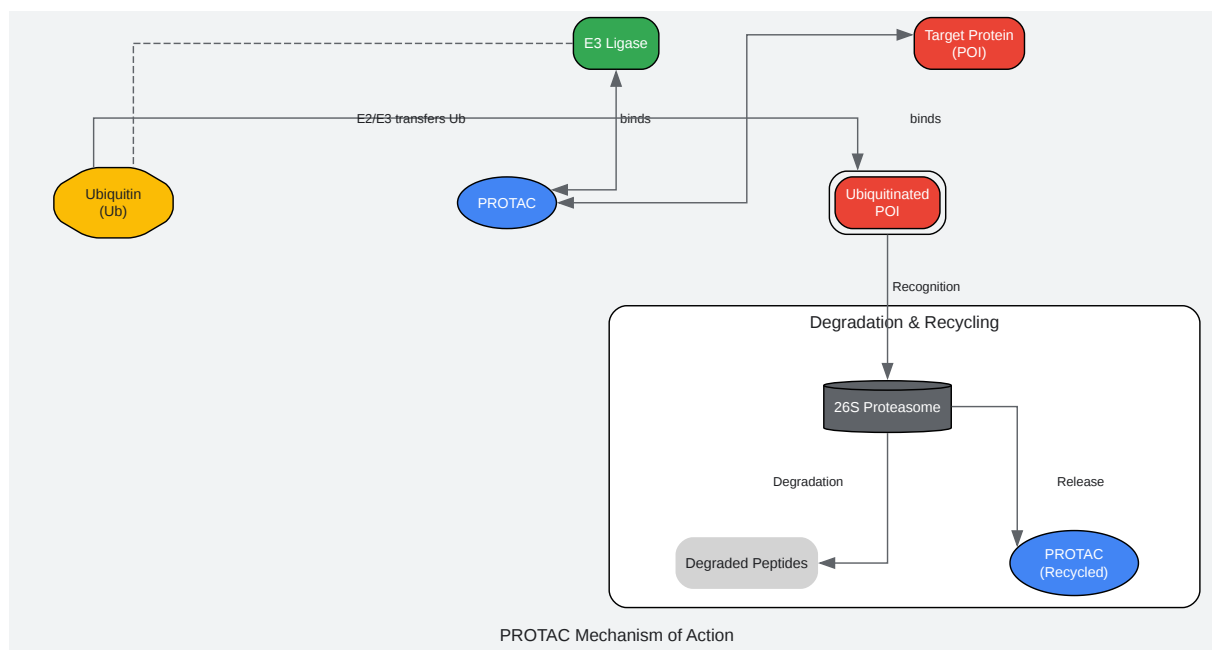 E3 Ligase
Target Protein
(POI)
E2/E3 transfers Ub
binds
binds
Ubiquitin
(Ub)
PROTAC
Ubiquitinated
POI
Recognition
Degradation & Recycling
26S Proteasome
Degradation
Release
Degraded Peptides
PROTAC
(Recycled)
PROTAC Mechanism of Action